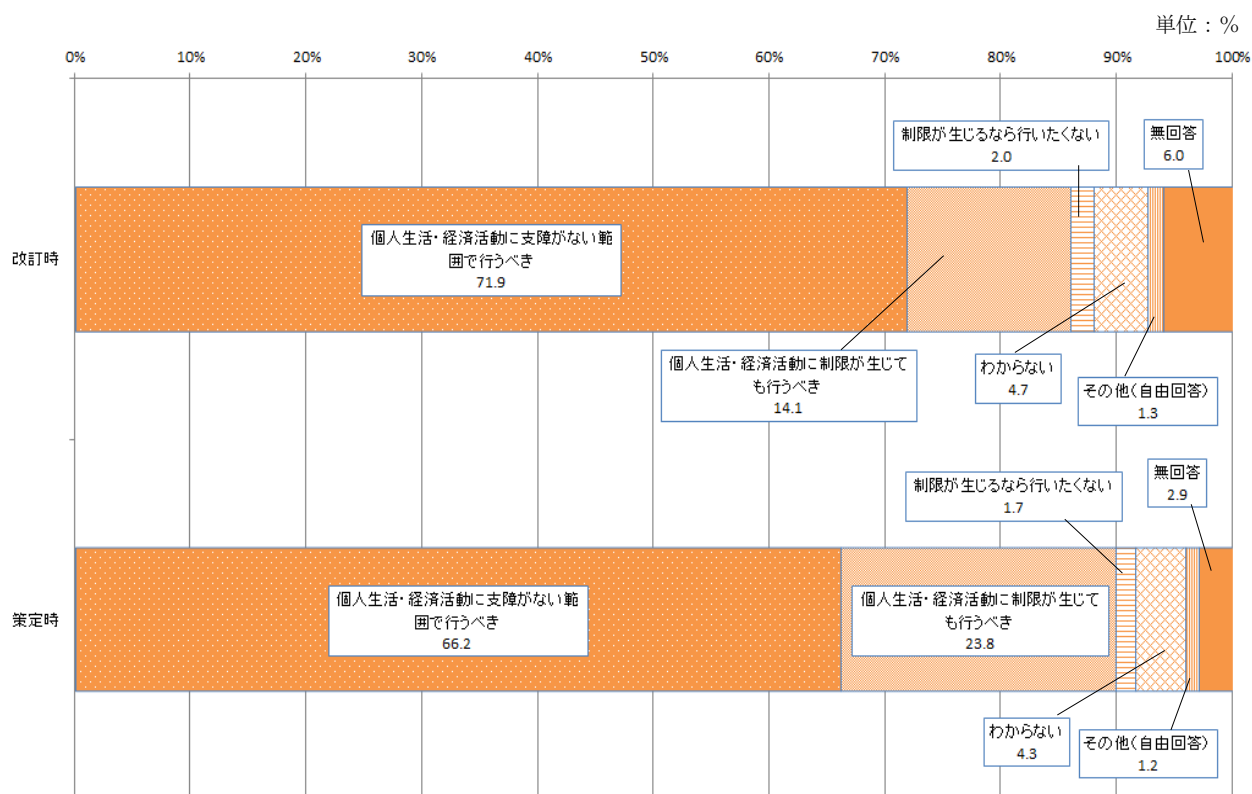 単位：%
0%
10%
20%
30%
40%
50%
60%
70%
80%
90%
100%
改訂時
個人生活・経済活動に支障がない範
囲で行うべき
71.9
個人生活・経済活動に制限が生じて
も行うべき
14.1
制限が生じるなら行いたくない
2.0
わからない
4.7
その他(自由回答)
1.3
無回答
6.0
策定時
個人生活・経済活動に支障がない範
囲で行うべき
66.2
個人生活・経済活動に制限が生じて
も行うべき
23.8
制限が生じるなら行いたくない
1.7
わからない
4.3
その他(自由回答)
1.2
無回答
2.9